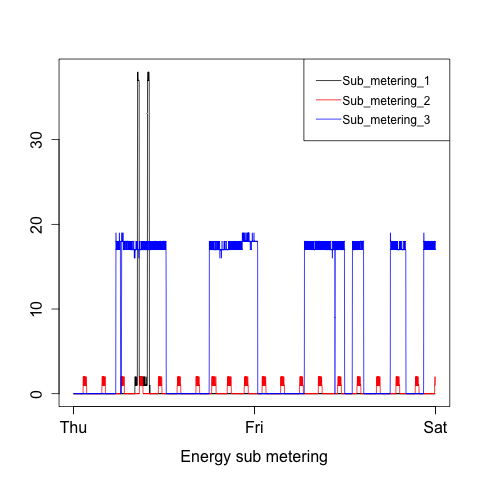 Sub_metering_1
Sub_metering_2
Sub_metering_3
30
20
10
0
Thu Fri Sat
Energy sub metering